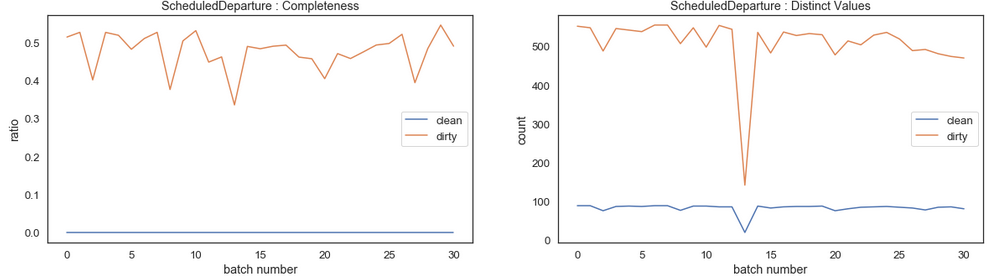 ScheduledDeparture : Completeness
ratio
0.5
0.4
0.3
0.2
0.1
0.0
clean
dirty
0 5 10 15 20 25 30
batch number
ScheduledDeparture : Distinct Values
count
500
400
300
200
100
0
clean
dirty
0 5 10 15 20 25 30
batch number